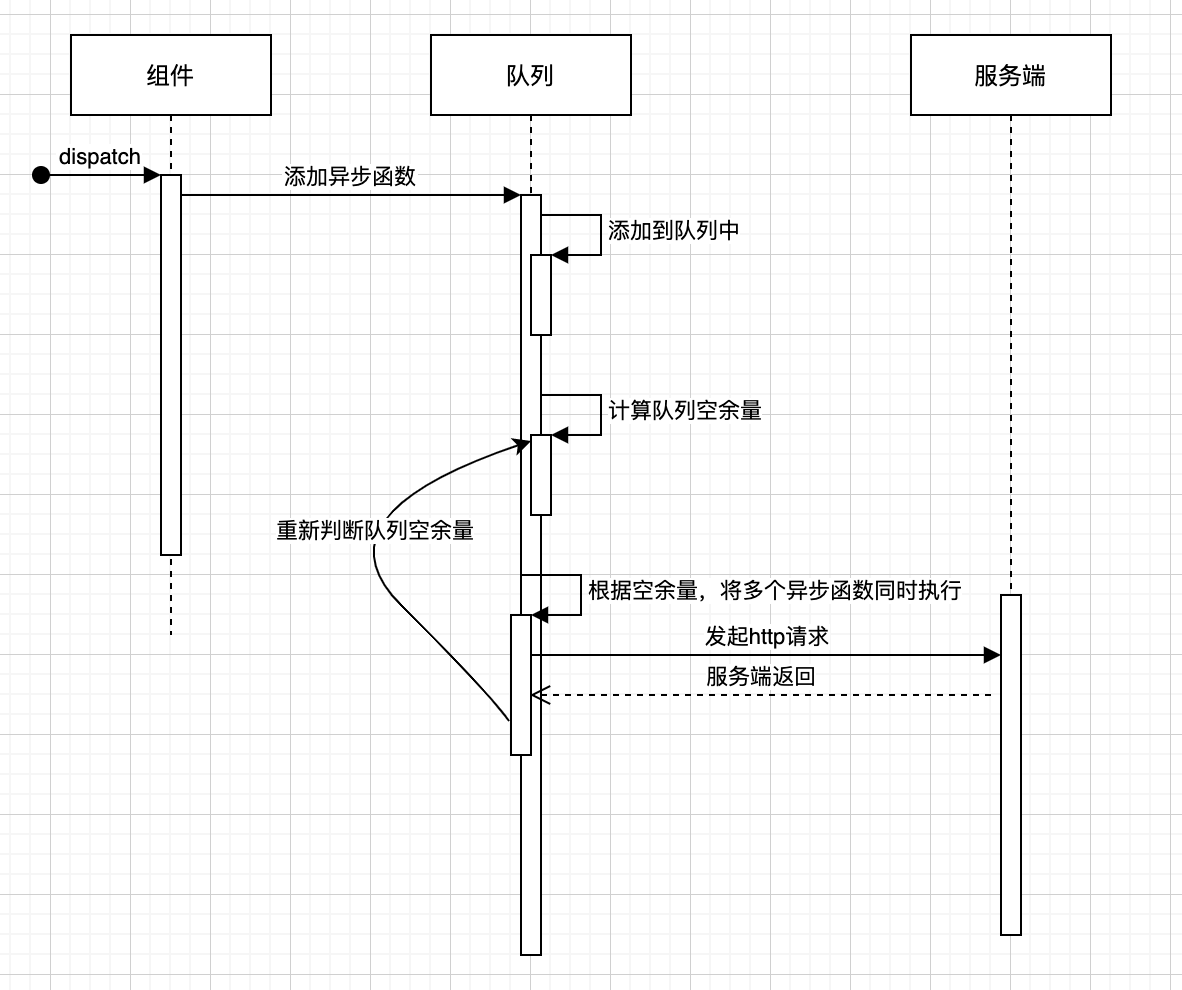 组件
队列
服务端
dispatch
添加异步函数
添加到队列中
计算队列空余量
重新判断队列空余量
根据空余量，将多个异步函数同时执行
发起http请求
服务端返回